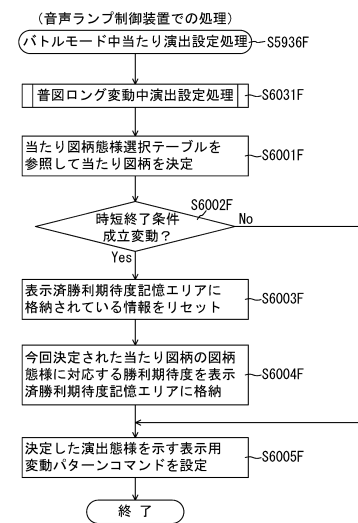 （音声ランプ制御装置での処理）
バトルモード中当たり演出設定処理
S5936F
普図ロング変動中演出設定処理
S6031F
当たり図柄態様選択テーブルを
参照して当たり図柄を決定
S6001F
時短終了条件
成立変動？
S6002F
No
Yes
表示済勝利期待度記憶エリアに
格納されている情報をリセット
S6003F
今回決定された当たり図柄の図柄
態様に対応する勝利期待度を表示
済勝利期待度記憶エリアに格納
S6004F
決定した演出態様を示す表示用
変動パターンコマンドを設定
S6005F
終了